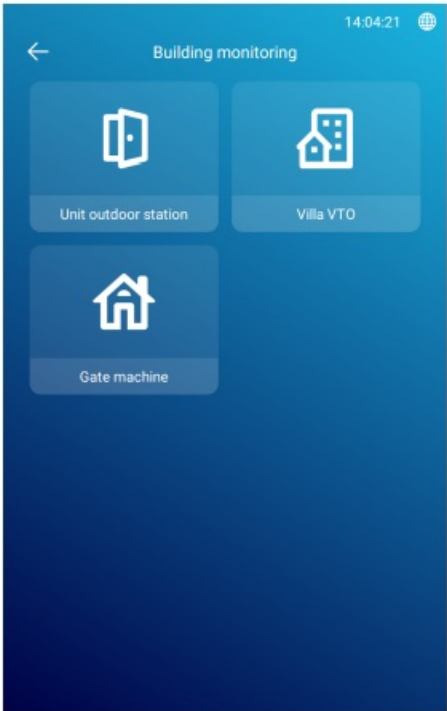 14:04:21
Building monitoring
Unit outdoor station
Villa VTO
Gate machine